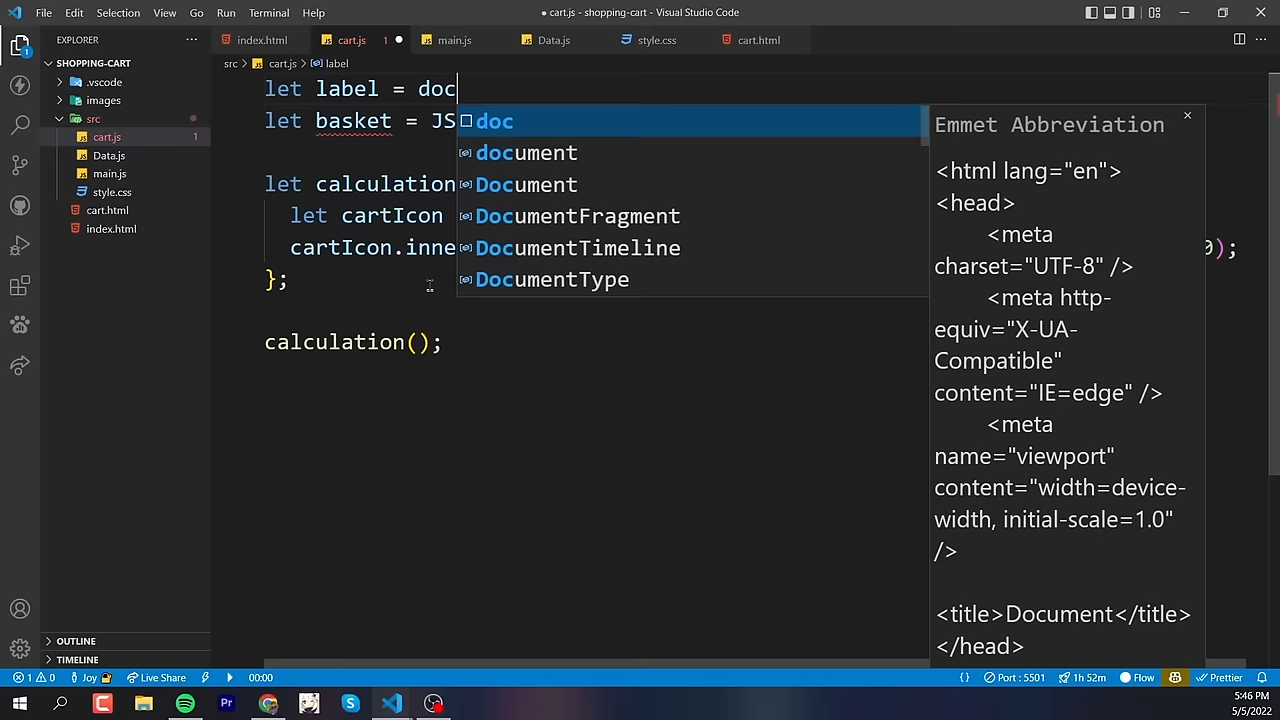 File Edit Selection View Go Run Terminal Help
● cart.js - shopping-cart - Visual Studio Code
EXPLORER
index.html
cart.js 1
main.js
Data.js
style.css
cart.html
SHOPPING-CART
src > cart.js > label
.vscode
images
src
cart.js 1
Data.js
main.js
style.css
cart.html
index.html
let label = doc
let basket = JS
let calculation
let cartIcon
cartIcon.inne
0);
};
calculation();
doc
document
Document
DocumentFragment
DocumentTimeline
DocumentType
Emmet Abbreviation
<html lang="en">
<head>
<meta
charset="UTF-8" />
<meta http-
equiv="X-UA-
Compatible"
content="IE=edge" />
<meta
name="viewport"
content="width=device-
width, initial-scale=1.0"
/>
<title>Document</title>
</head>
OUTLINE
TIMELINE
1 0 Joy Live Share 00:00
{} Port : 5501 1h 52m Flow Prettier
5:46 PM
5/5/2022